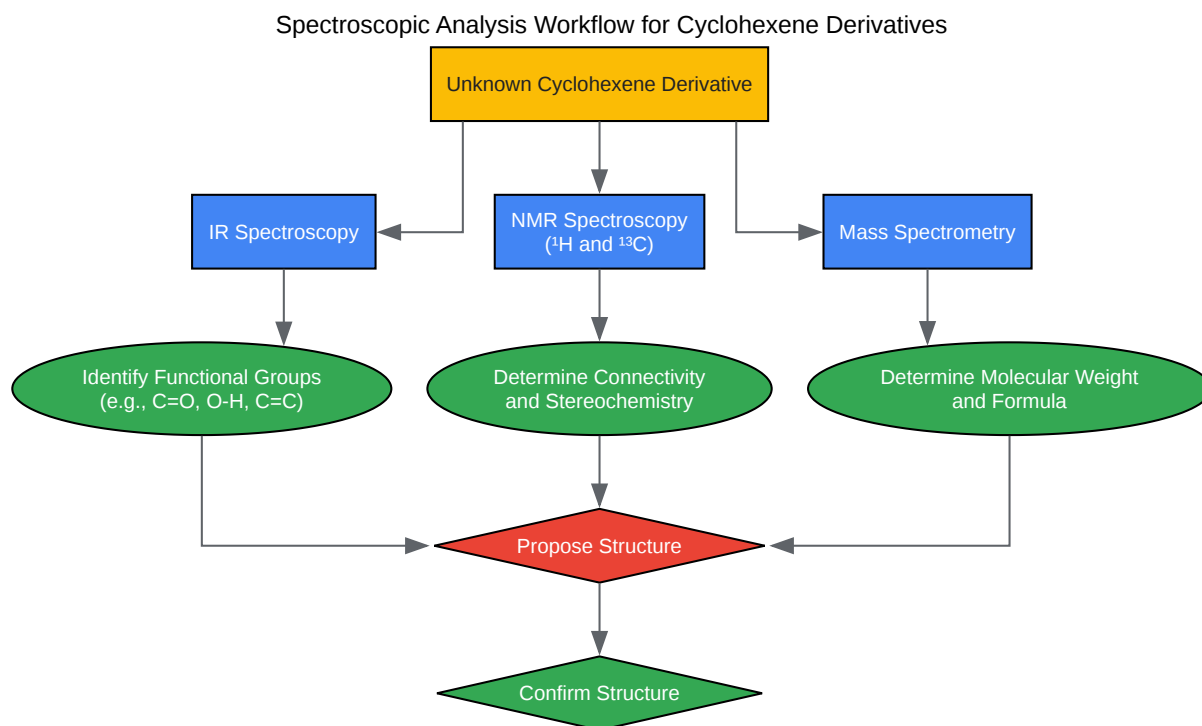 Spectroscopic Analysis Workflow for Cyclohexene Derivatives
Unknown Cyclohexene Derivative
IR Spectroscopy
NMR Spectroscopy
(¹H and ¹³C)
Mass Spectrometry
Identify Functional Groups
(e.g., C=O, O-H, C=C)
Determine Connectivity
and Stereochemistry
Determine Molecular Weight
and Formula
Propose Structure
Confirm Structure